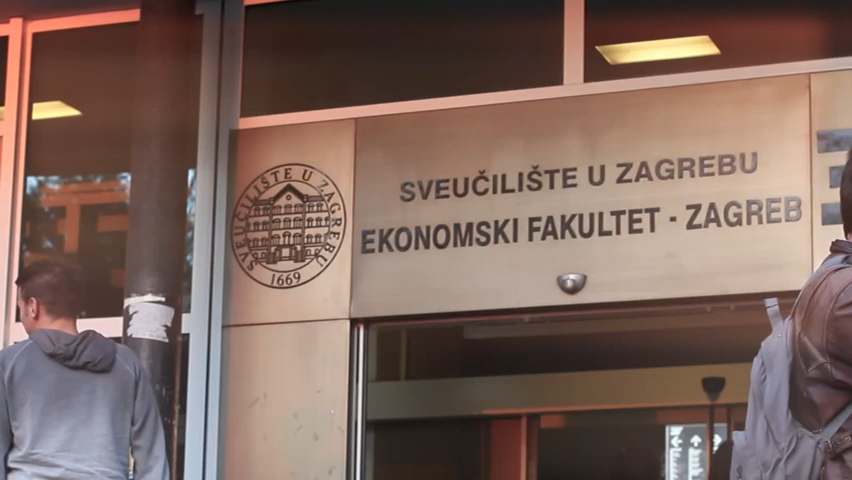 SVEUČILIŠTE U ZAGREBU
1669
SVEUČILIŠTE U ZAGREBU
EKONOMSKI FAKULTET - ZAGREB